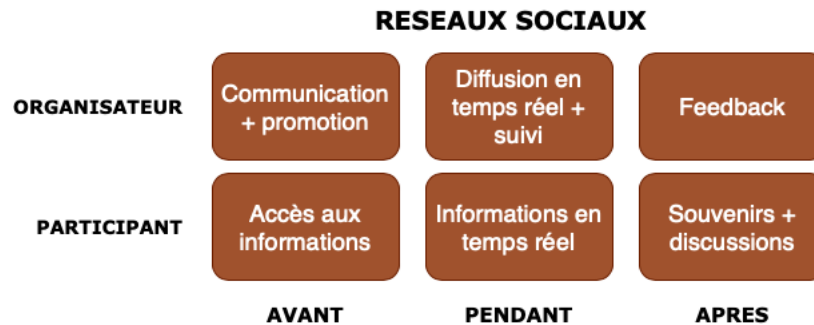 RESEAUX SOCIAUX
ORGANISATEUR
Communication
+ promotion
Diffusion en
temps réel +
suivi
Feedback
PARTICIPANT
Accès aux
informations
Informations en
temps réel
Souvenirs +
discussions
AVANT
PENDANT
APRES